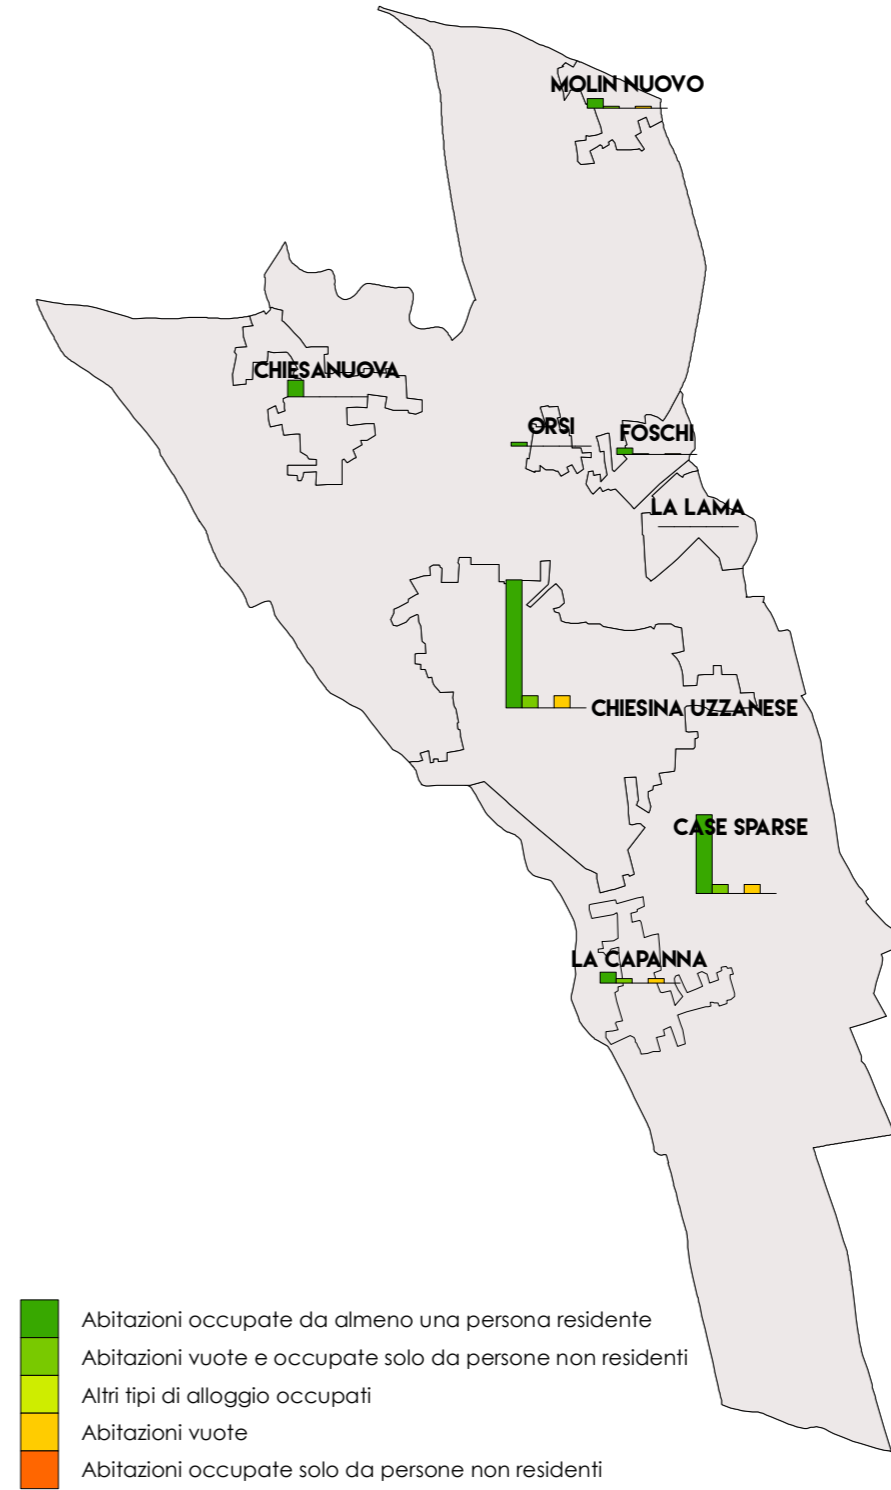 MOLIN NUOVO
CHIESANUOVA
ORSI
FOSCHI
LA LAMA
CHIESINA UZZANESE
CASE SPARSE
LA CAPANNA
Abitazioni occupate da almeno una persona residente
Abitazioni vuote e occupate solo da persone non residenti
Altri tipi di alloggio occupati
Abitazioni vuote
Abitazioni occupate solo da persone non residenti